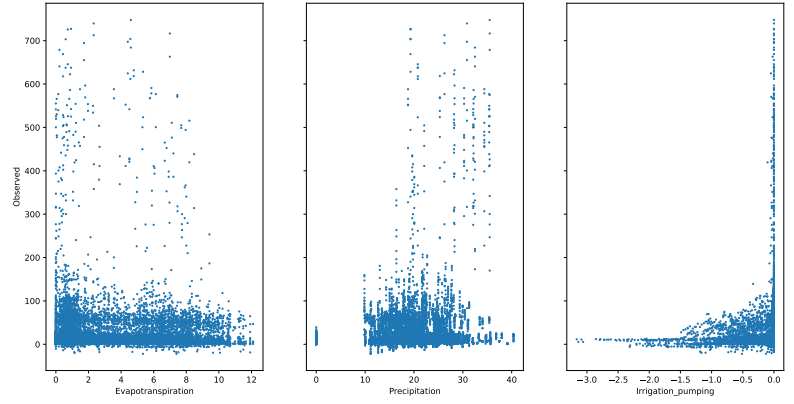 700
600
500
400
300
200
100
0
Observed
0 2 4 6 8 10 12
Evapotranspiration
0 10 20 30 40
Precipitation
−3.0 −2.5 −2.0 −1.5 −1.0 −0.5 0.0
Irrigation_pumping